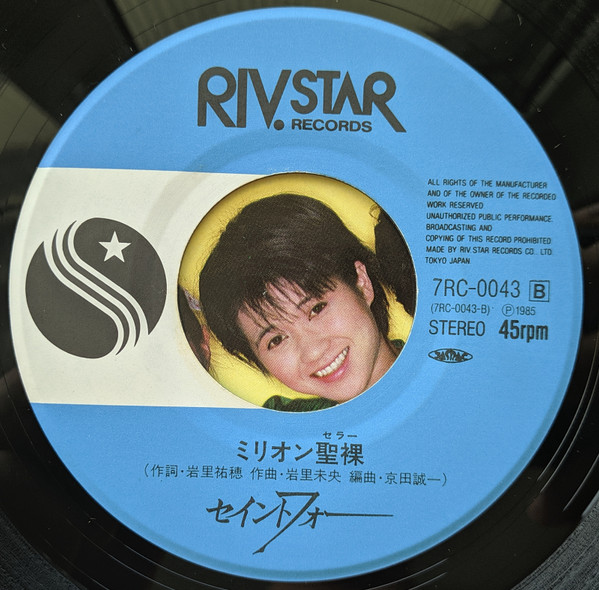 RIV.STAR
RECORDS
ALL RIGHTS OF THE MANUFACTURER
AND OF THE OWNER OF THE RECORDED
WORK RESERVED
UNAUTHORIZED PUBLIC PERFORMANCE.
BROADCASTING AND
COPYING OF THIS RECORD PROHIBITED
MADE BY RIV.STAR RECORDS CO., LTD.
TOKYO JAPAN
7RC-0043 B
(7RC-0043-B) Ⓟ1985
STEREO 45rpm
JASRAC
セラー
ミリオン聖裸
(作詞・岩里祐穂 作曲・岩里未央 編曲・京田誠一)
セイントフォー